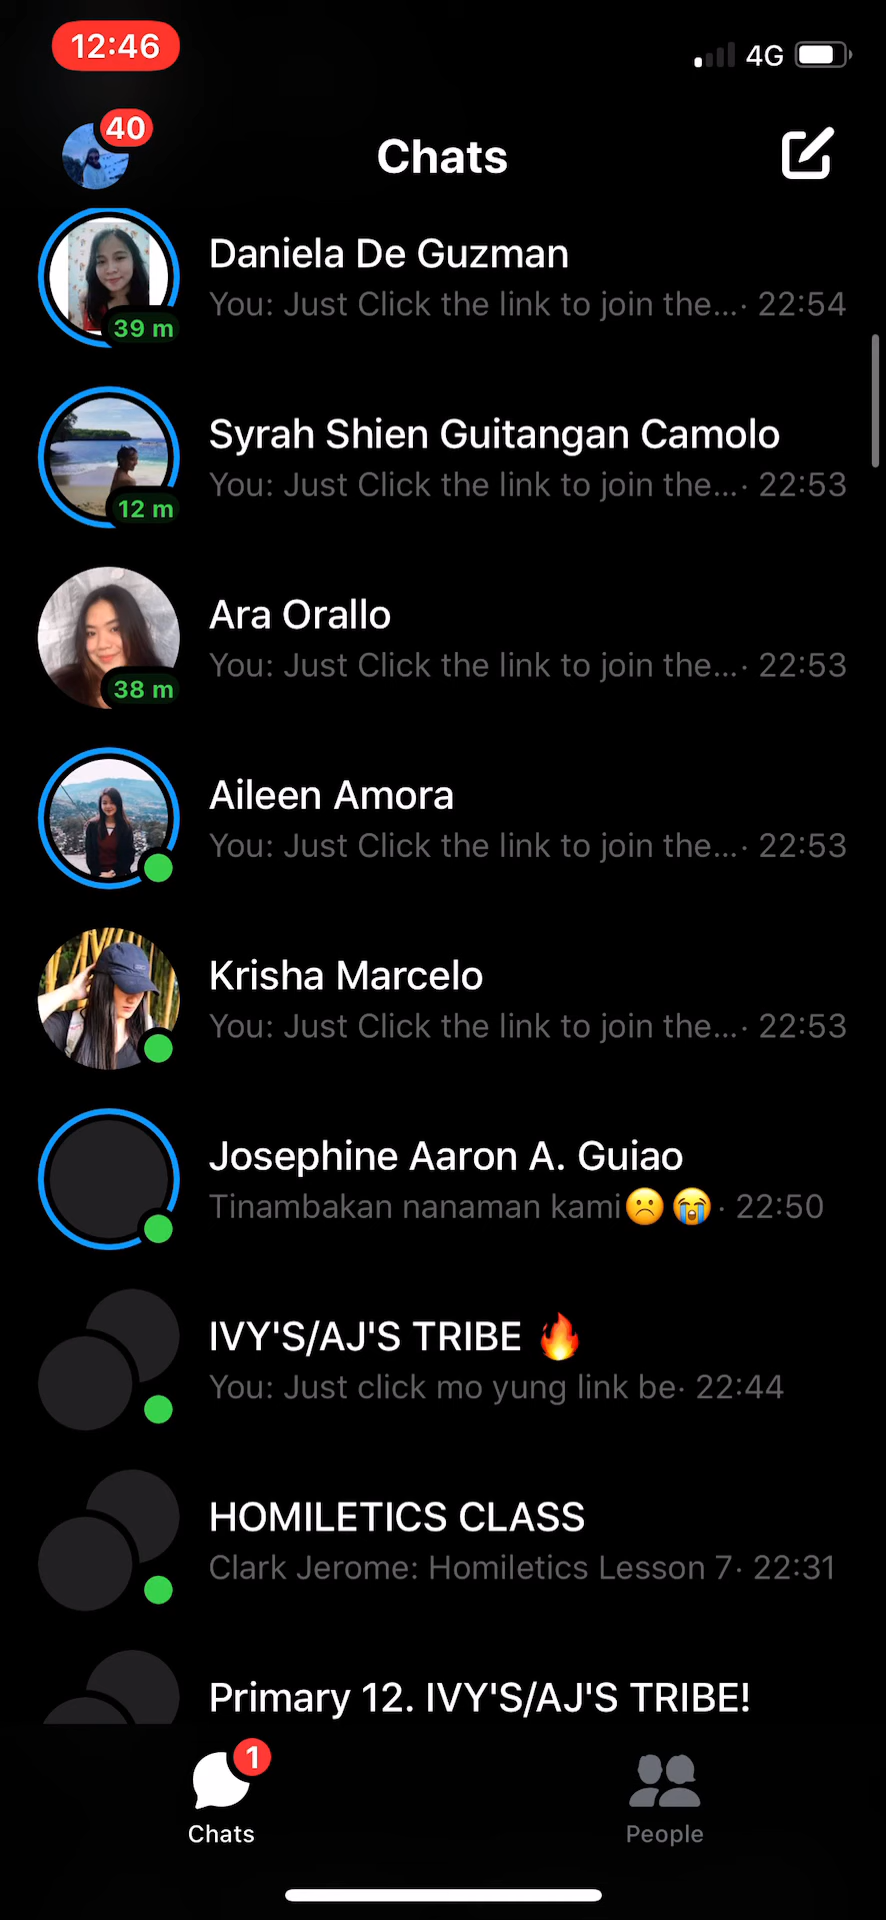 12:46
4G
40
Chats
Daniela De Guzman
You: Just Click the link to join the...· 22:54
39 m
Syrah Shien Guitangan Camolo
You: Just Click the link to join the...· 22:53
12 m
Ara Orallo
You: Just Click the link to join the...· 22:53
38 m
Aileen Amora
You: Just Click the link to join the...· 22:53
Krisha Marcelo
You: Just Click the link to join the...· 22:53
Josephine Aaron A. Guiao
Tinambakan nanaman kami🙁😭· 22:50
IVY'S/AJ'S TRIBE 🔥
You: Just click mo yung link be· 22:44
HOMILETICS CLASS
Clark Jerome: Homiletics Lesson 7· 22:31
Primary 12. IVY'S/AJ'S TRIBE!
1
Chats
People